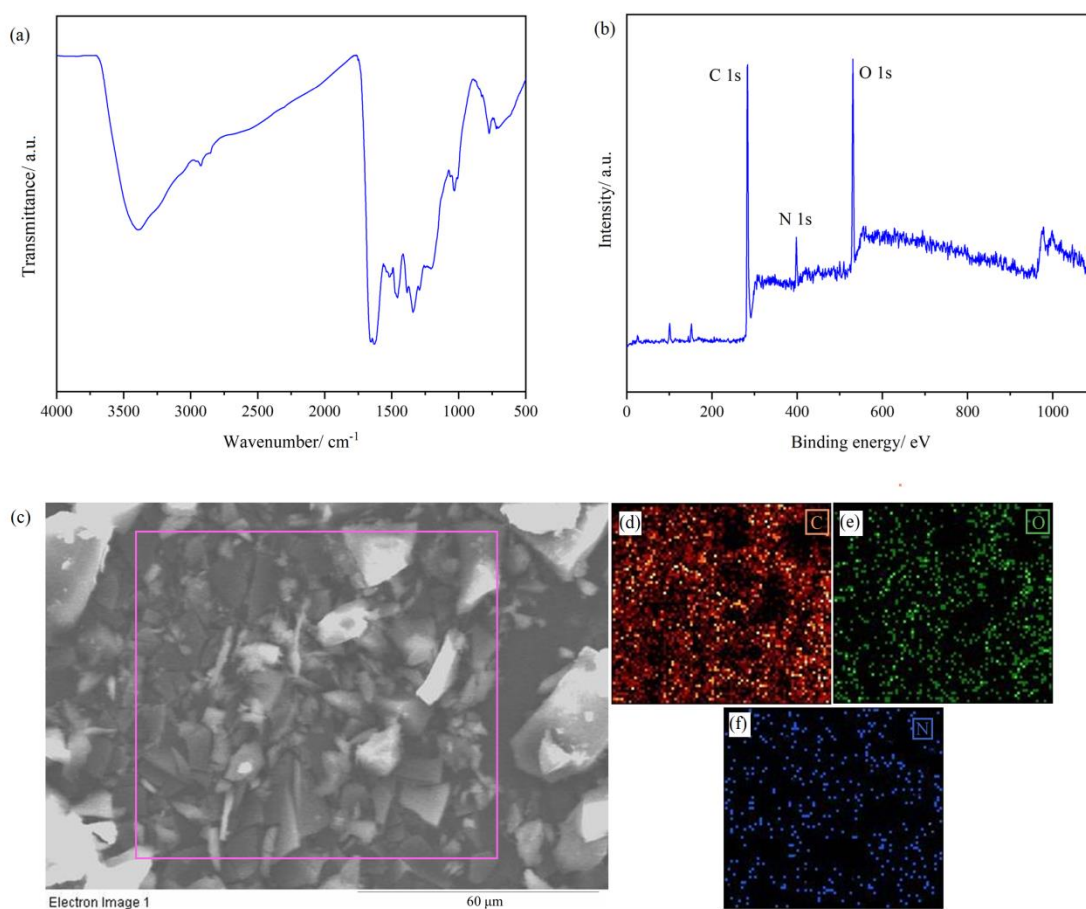 (a)
Transmittance/ a.u.
4000 3500 3000 2500 2000 1500 1000 500
Wavenumber/ cm⁻¹
(b)
Intensity/ a.u.
C 1s
N 1s
O 1s
0 200 400 600 800 1000
Binding energy/ eV
(c)
Electron Image 1
60 μm
(d)
C
(e)
O
(f)
N